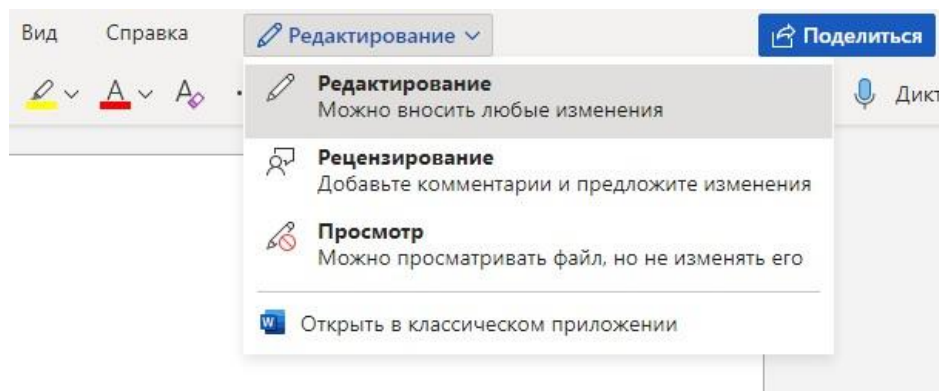 Вид Справка Редактирование Поделиться
А А Дикт
Редактирование
Можно вносить любые изменения
Рецензирование
Добавьте комментарии и предложите изменения
Просмотр
Можно просматривать файл, но не изменять его
Открыть в классическом приложении